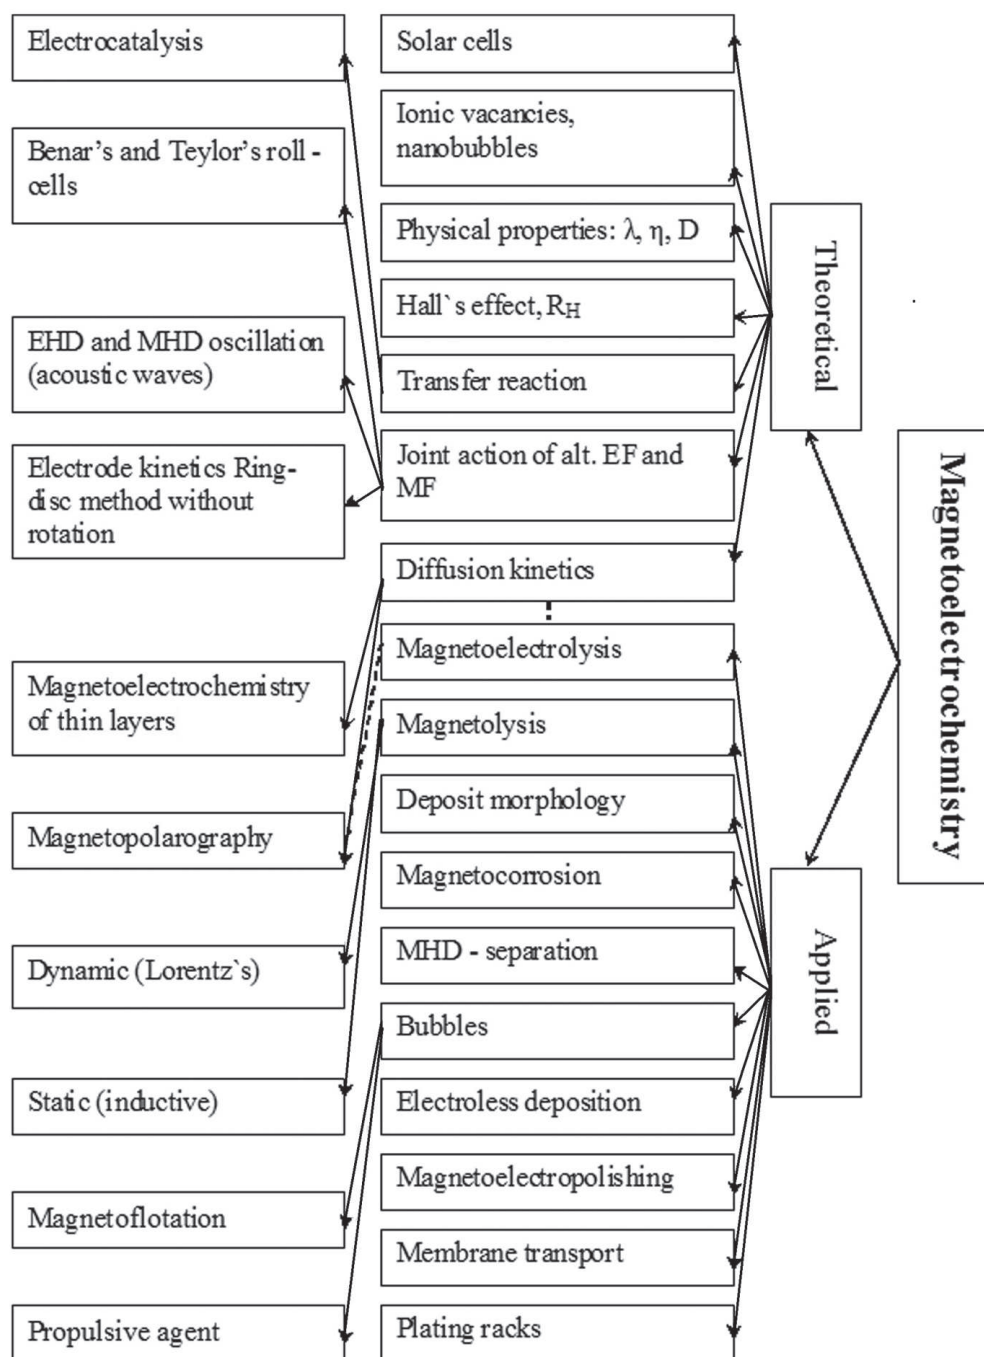 Electrocatalysis
Benar's and Teylor's roll -
cells
EHD and MHD oscillation
(acoustic waves)
Electrode kinetics Ring-
disc method without
rotation
Magnetoelectrochemistry
of thin layers
Magnetopolarography
Dynamic (Lorentz`s)
Static (inductive)
Magnetoflotation
Propulsive agent
Solar cells
Ionic vacancies,
nanobubbles
Physical properties: λ, η, D
Hall`s effect, RH
Transfer reaction
Joint action of alt. EF and
MF
Diffusion kinetics
Magnetoelectrolysis
Magnetolysis
Deposit morphology
Magnetocorrosion
MHD - separation
Bubbles
Electroless deposition
Magnetoelectropolishing
Membrane transport
Plating racks
Theoretical
Applied
Magnetoelectrochemistry